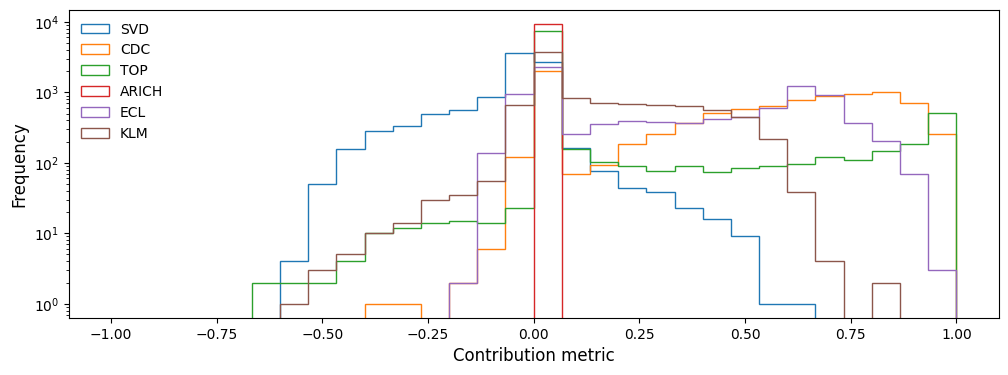 SVD
CDC
TOP
ARICH
ECL
KLM
Frequency
10⁴
10³
10²
10¹
10⁰
−1.00 −0.75 −0.50 −0.25 0.00 0.25 0.50 0.75 1.00
Contribution metric